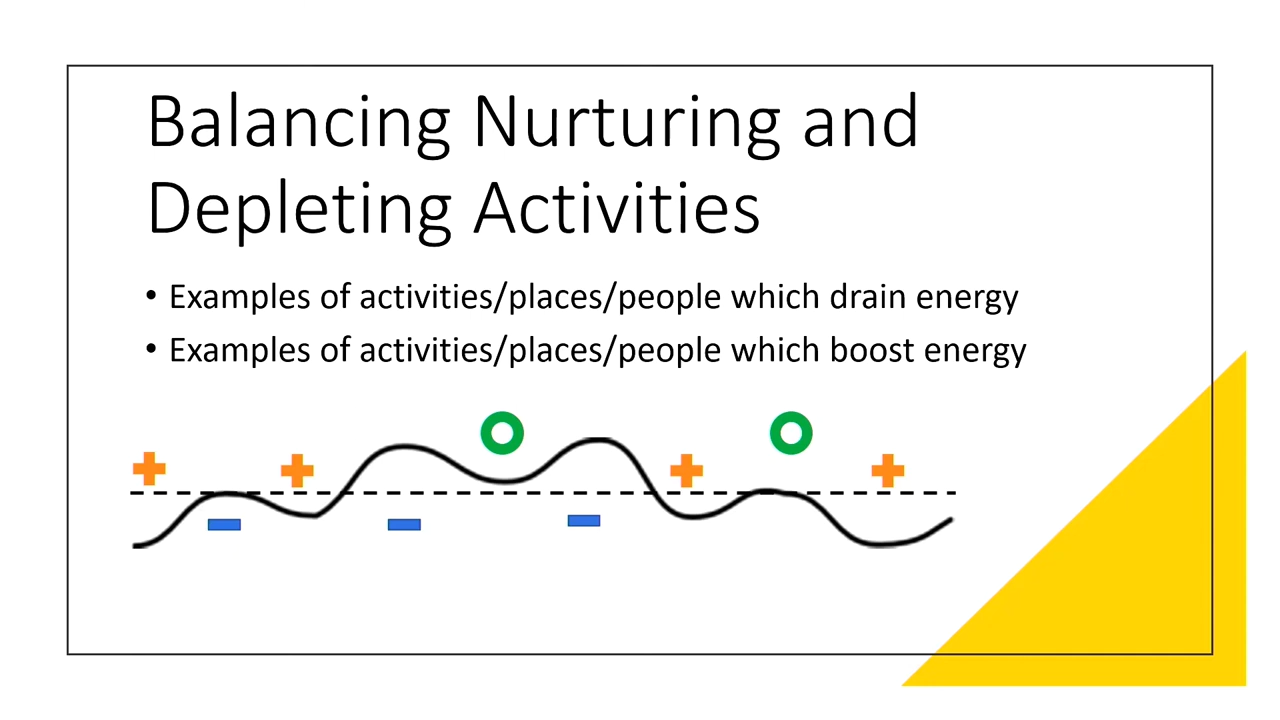 Balancing Nurturing and
Depleting Activities
• Examples of activities/places/people which drain energy
• Examples of activities/places/people which boost energy